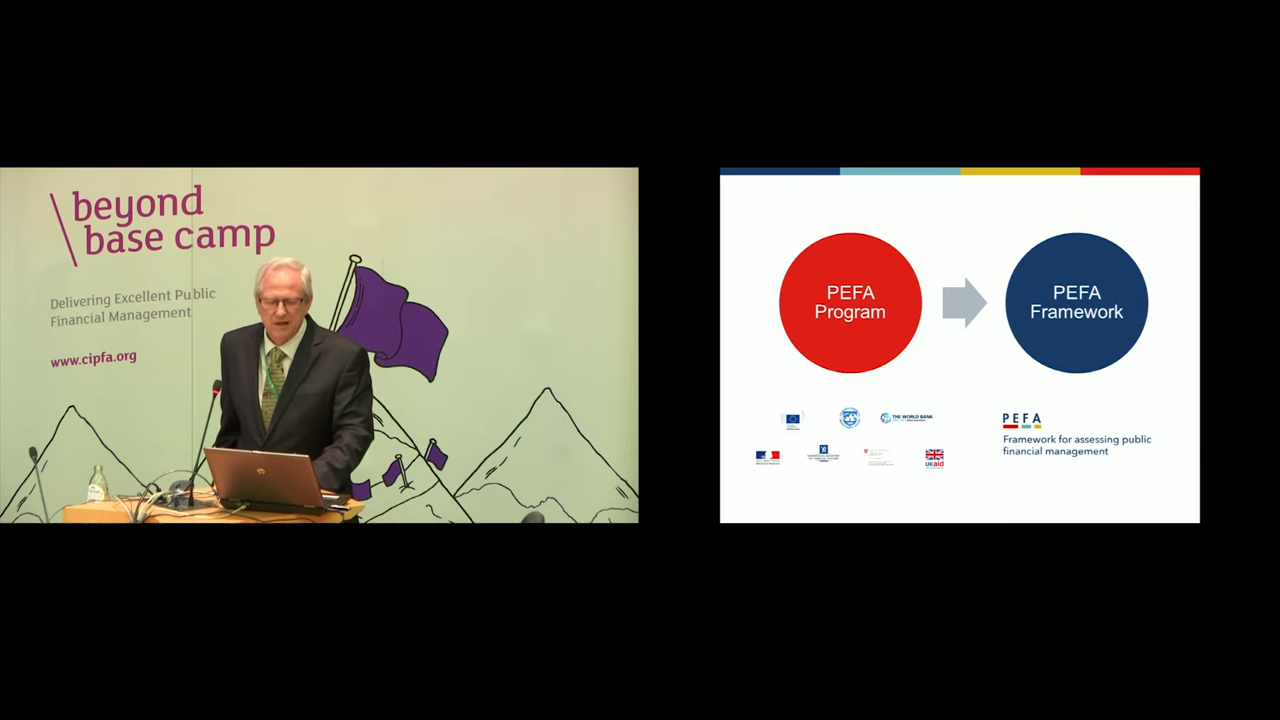 beyond
base camp
Delivering Excellent Public
Financial Management
www.cipfa.org
PEFA
Program
PEFA
Framework
THE WORLD BANK
UKaid
PEFA
Framework for assessing public
financial management